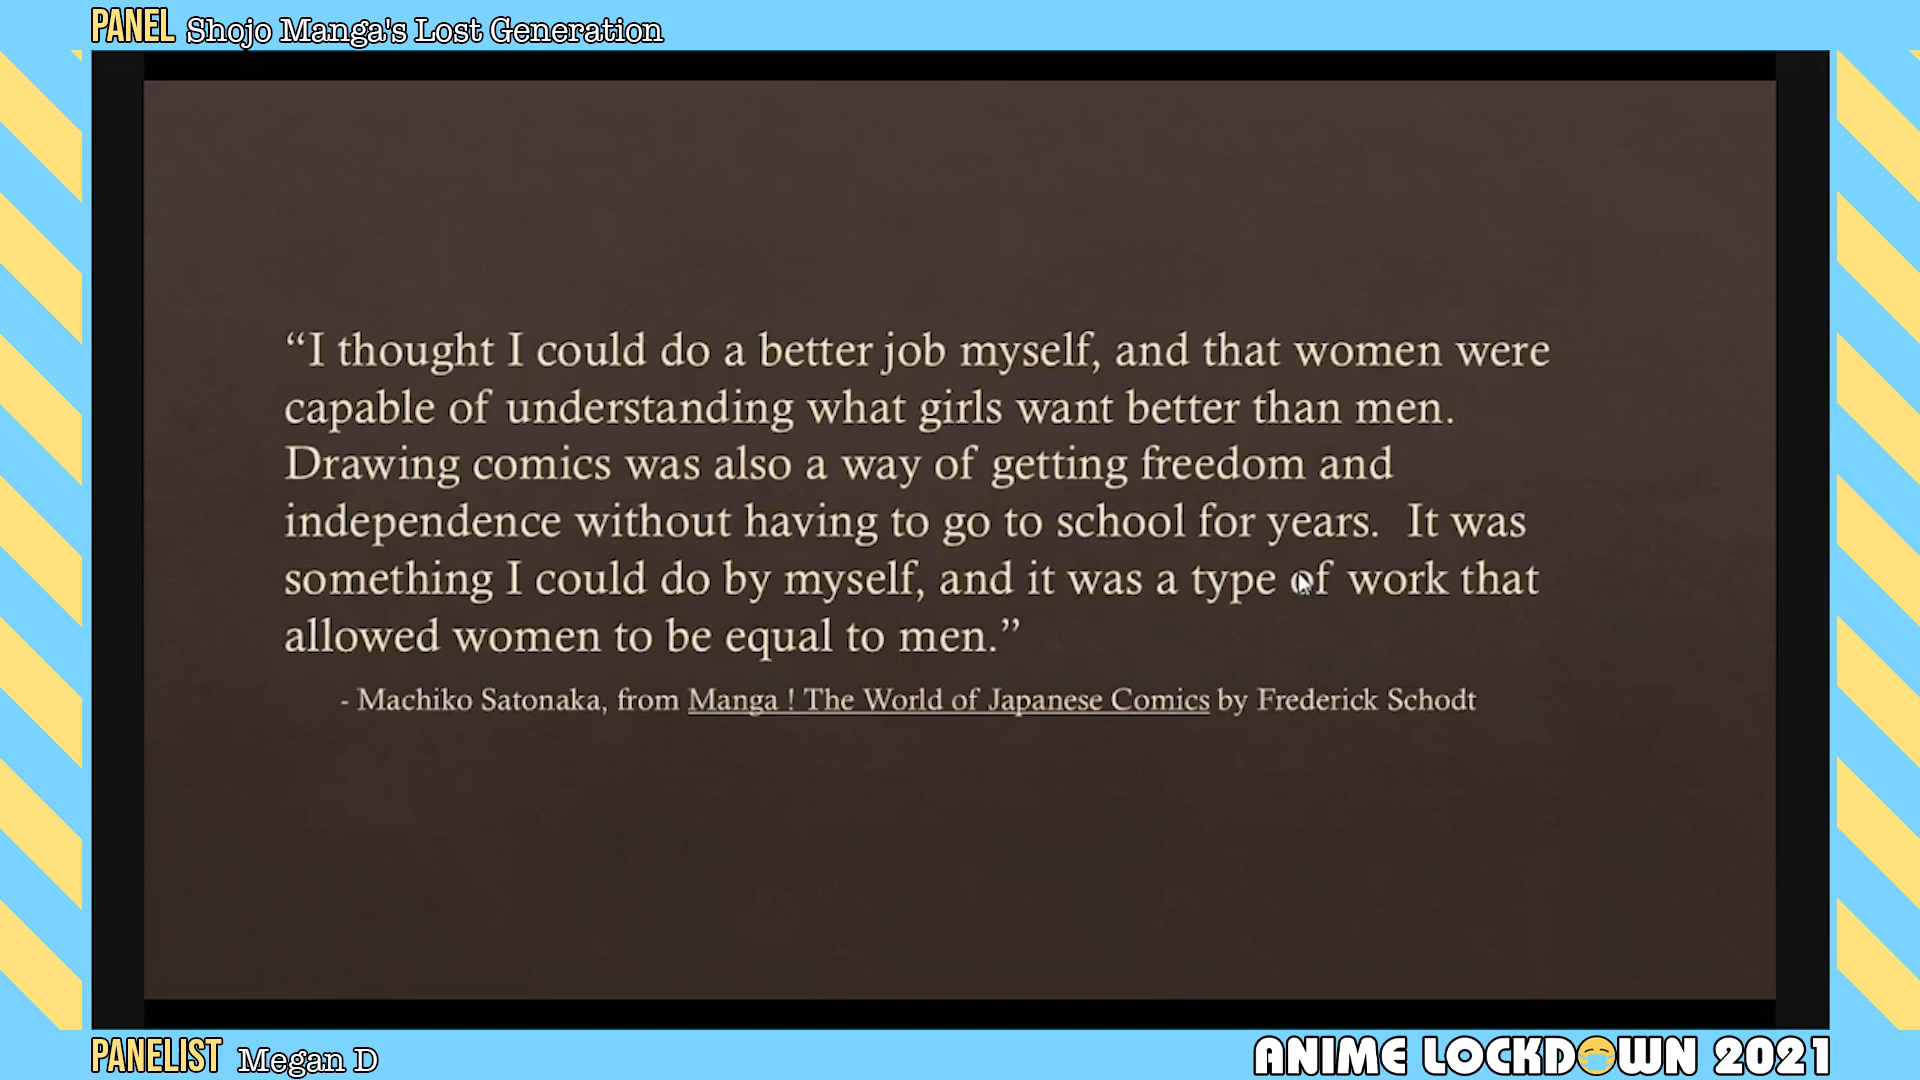 PANEL Shojo Manga's Lost Generation
“I thought I could do a better job myself, and that women were
capable of understanding what girls want better than men.
Drawing comics was also a way of getting freedom and
independence without having to go to school for years.  It was
something I could do by myself, and it was a type of work that
allowed women to be equal to men.”
- Machiko Satonaka, from Manga ! The World of Japanese Comics by Frederick Schodt
PANELIST Megan D
ANIME LOCKDOWN 2021